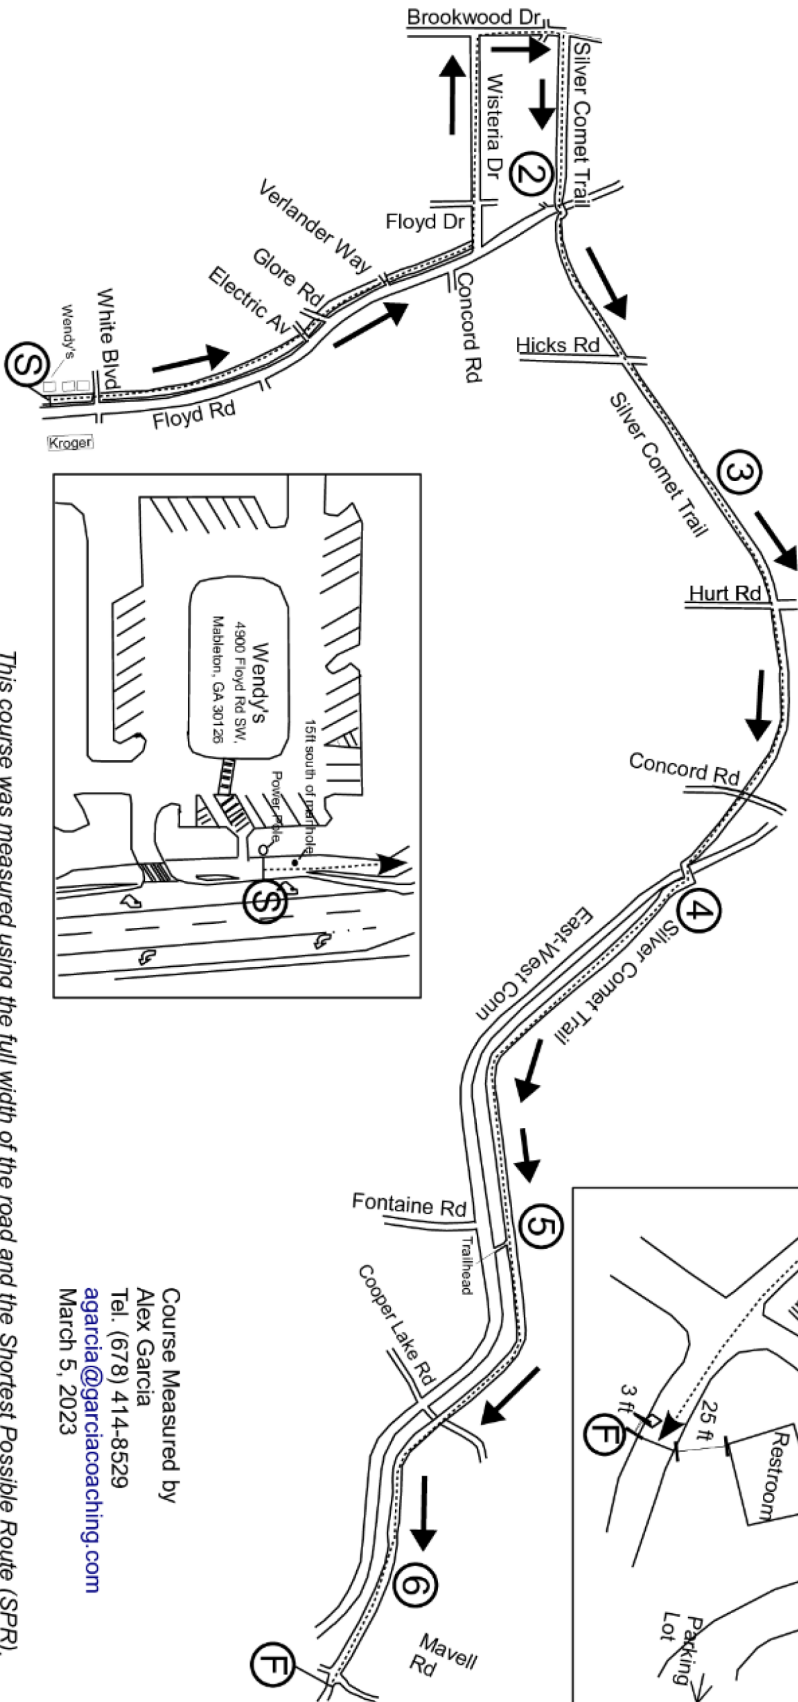 Brookwood Dr
Silver Comet Trail
Wisteria Dr
2
Floyd Dr
Verlander Way
Glore Rd
Electric Av
Concord Rd
White Blvd
Wendy's
S
Floyd Rd
Kroger
Hicks Rd
Silver Comet Trail
3
Hurt Rd
Concord Rd
4
Silver Comet Trail
East-West Conn
5
Fontaine Rd
Trailhead
Cooper Lake Rd
6
Mavell
Rd
F
Wendy's
4900 Floyd Rd SW,
Mableton, GA 30126
15ft south of manhole
Power Pole
S
Restroom
25 ft
3 ft
F
Parking
Lot
Course Measured by
Alex Garcia
Tel. (678) 414-8529
agarcia@garciacoaching.com
March 5, 2023
This course was measured using the full width of the road and the Shortest Possible Route (SPR).